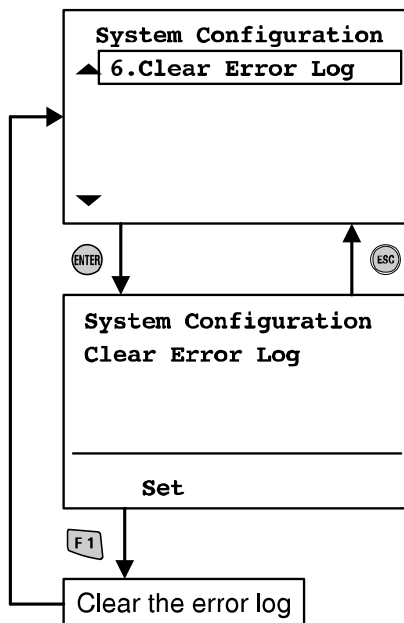 System Configuration
6.Clear Error Log
ENTER
ESC
System Configuration
Clear Error Log
Set
F1
Clear the error log